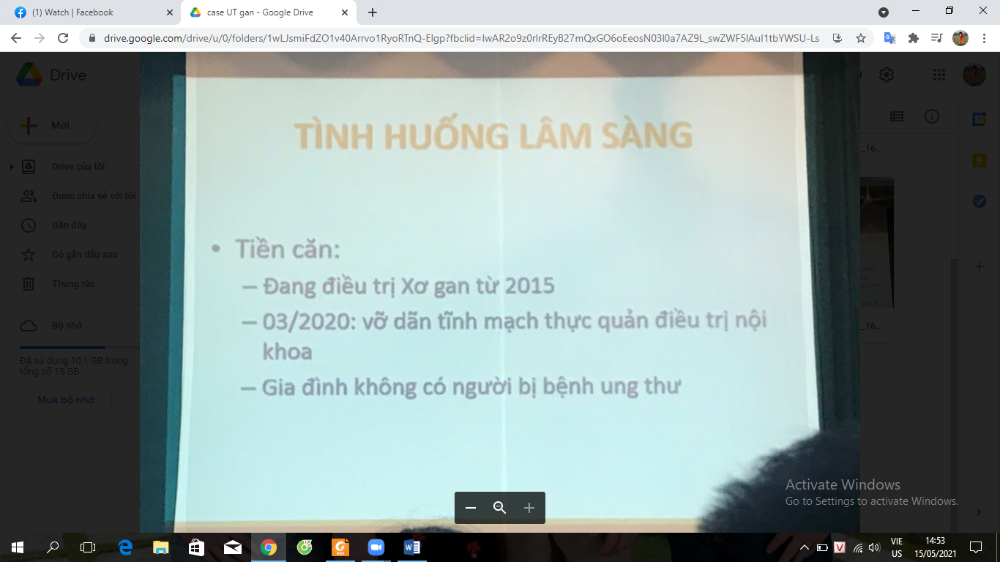 (1) Watch | Facebook
case UT gan - Google Drive
drive.google.com/drive/u/0/folders/
Drive
Mới
Drive của tôi
Được chia sẻ với tôi
Gần đây
Có gắn dấu sao
Thùng rác
Bộ nhớ
Đã sử dụng 10,1 GB trong
tổng số 15 GB
Mua bộ nhớ
TÌNH HUỐNG LÂM SÀNG
• Tiền căn:
– Đang điều trị Xơ gan từ 2015
– 03/2020: vỡ dãn tĩnh mạch thực quản điều trị nội
khoa
– Gia đình không có người bị bệnh ung thư
_16...
_16...
Activate Windows
Go to Settings to activate Windows.
VIE
US
14:53
15/05/2021